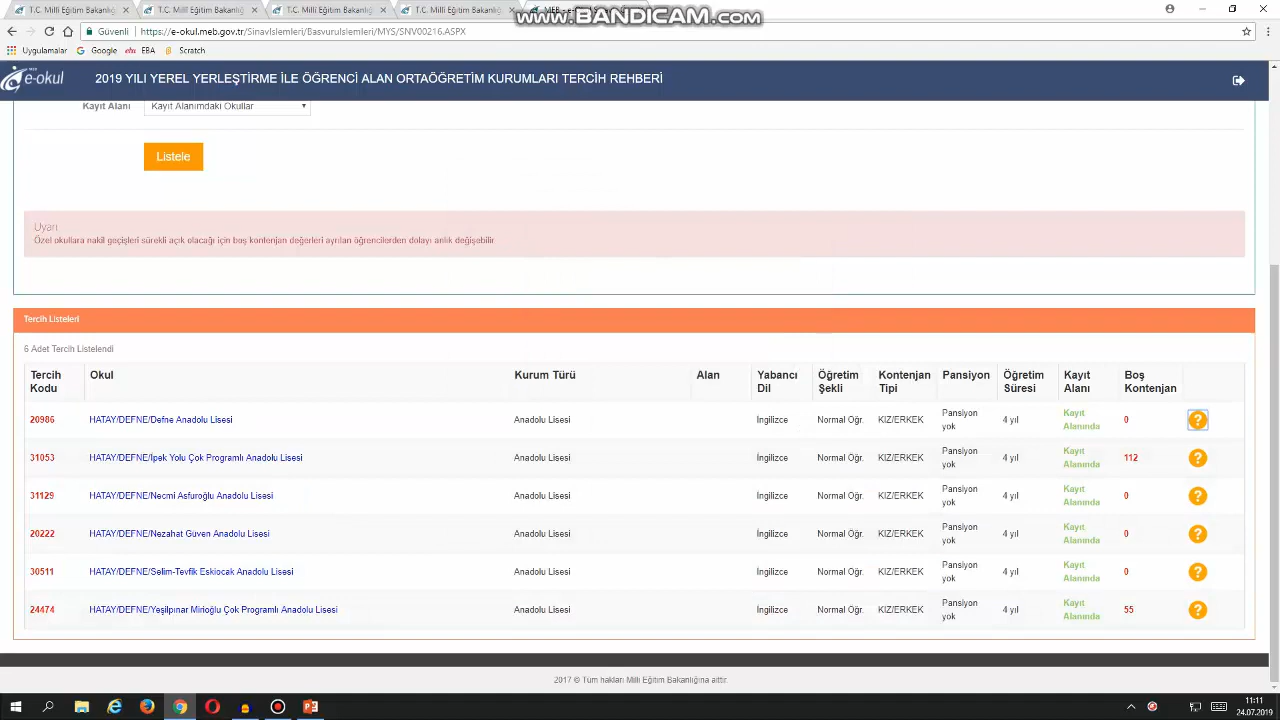 T.C. Milli Eğitim Bakanlığ × T.C. Milli Eğitim Bakanlığ × T.C. Milli Eğitim Bakanlığ × T.C. Milli Eğitim Bakanlığ ×
www.BANDICAM.com
Güvenli https://e-okul.meb.gov.tr/SinavIslemleri/BasvuruIslemleri/MYS/SNV00216.ASPX
Uygulamalar Google EBA Scratch
e-okul 2019 YILI YEREL YERLEŞTİRME İLE ÖĞRENCİ ALAN ORTAÖĞRETİM KURUMLARI TERCİH REHBERİ
Kayıt Alanı Kayıt Alanımdaki Okullar
Listele
Uyarı
Özel okullara nakil geçişleri sürekli açık olacağı için boş kontenjan değerleri ayrılan öğrencilerden dolayı anlık değişebilir.
Tercih Listeleri
6 Adet Tercih Listelendi
Tercih Kodu Okul Kurum Türü Alan Yabancı Dil Öğretim Şekli Kontenjan Tipi Pansiyon Öğretim Süresi Kayıt Alanı Boş Kontenjan
20986 HATAY/DEFNE/Defne Anadolu Lisesi Anadolu Lisesi İngilizce Normal Öğr. KIZ/ERKEK Pansiyon yok 4 yıl Kayıt Alanında 0 ?
31053 HATAY/DEFNE/İpek Yolu Çok Programlı Anadolu Lisesi Anadolu Lisesi İngilizce Normal Öğr. KIZ/ERKEK Pansiyon yok 4 yıl Kayıt Alanında 112 ?
31129 HATAY/DEFNE/Necmi Asfuroğlu Anadolu Lisesi Anadolu Lisesi İngilizce Normal Öğr. KIZ/ERKEK Pansiyon yok 4 yıl Kayıt Alanında 0 ?
20222 HATAY/DEFNE/Nezahat Güven Anadolu Lisesi Anadolu Lisesi İngilizce Normal Öğr. KIZ/ERKEK Pansiyon yok 4 yıl Kayıt Alanında 0 ?
30511 HATAY/DEFNE/Selim-Tevfik Eskiocak Anadolu Lisesi Anadolu Lisesi İngilizce Normal Öğr. KIZ/ERKEK Pansiyon yok 4 yıl Kayıt Alanında 0 ?
24474 HATAY/DEFNE/Yeşilpınar Mirioğlu Çok Programlı Anadolu Lisesi Anadolu Lisesi İngilizce Normal Öğr. KIZ/ERKEK Pansiyon yok 4 yıl Kayıt Alanında 55 ?
2017 © Tüm hakları Milli Eğitim Bakanlığına aittir.
11:11
24.07.2019